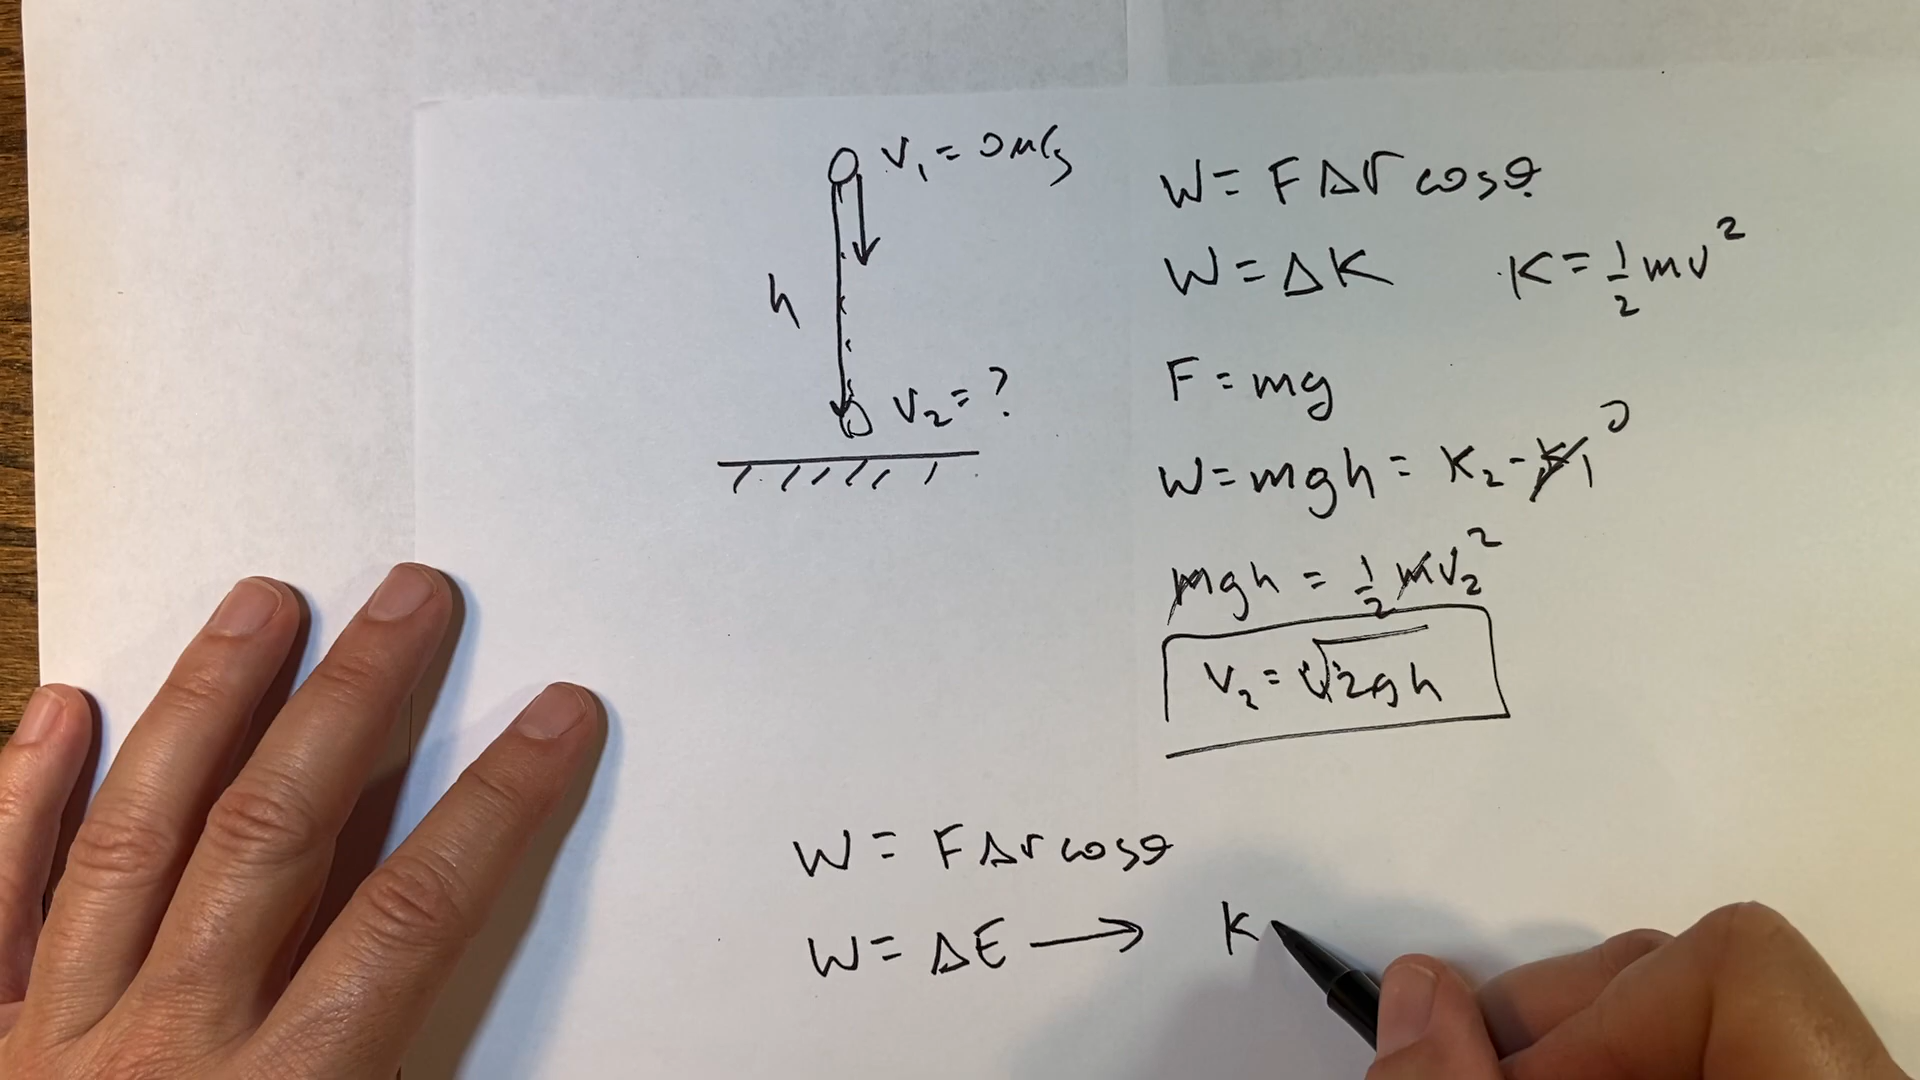 V₁ = 0 m/s
h
V₂ = ?
W = F Δr cosθ
W = ΔK K = ½mv²
F = mg
W = mgh = K₂ - K₁ 0
mgh = ½mv₂²
V₂ = √2gh
W = FΔr cosθ
W = ΔE → K